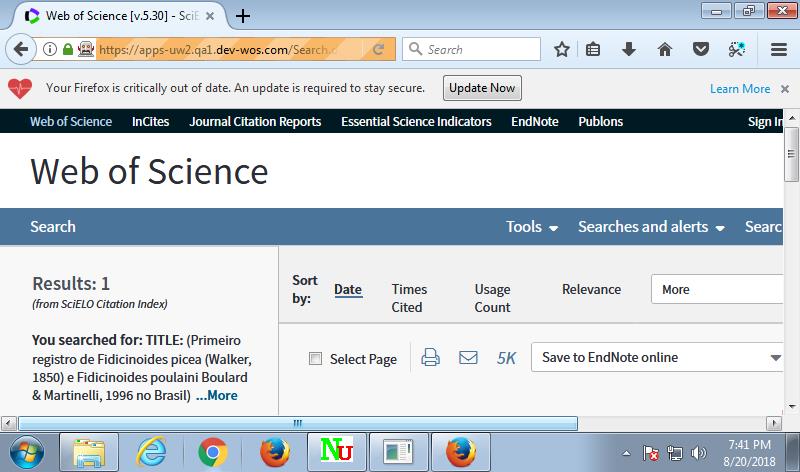 Web of Science [v.5.30] - Sci
https://apps-uw2.qa1.dev-wos.com/Search.
Search
Your Firefox is critically out of date. An update is required to stay secure.
Update Now
Learn More
Web of Science InCites Journal Citation Reports Essential Science Indicators EndNote Publons Sign In
Web of Science
Search Tools Searches and alerts Searc
Results: 1
(from SciELO Citation Index)
You searched for: TITLE: (Primeiro
registro de Fidicinoides picea (Walker,
1850) e Fidicinoides poulaini Boulard
& Martinelli, 1996 no Brasil) ...More
Sort by: Date Times Cited Usage Count Relevance More
Select Page 5K Save to EndNote online
NU
7:41 PM
8/20/2018